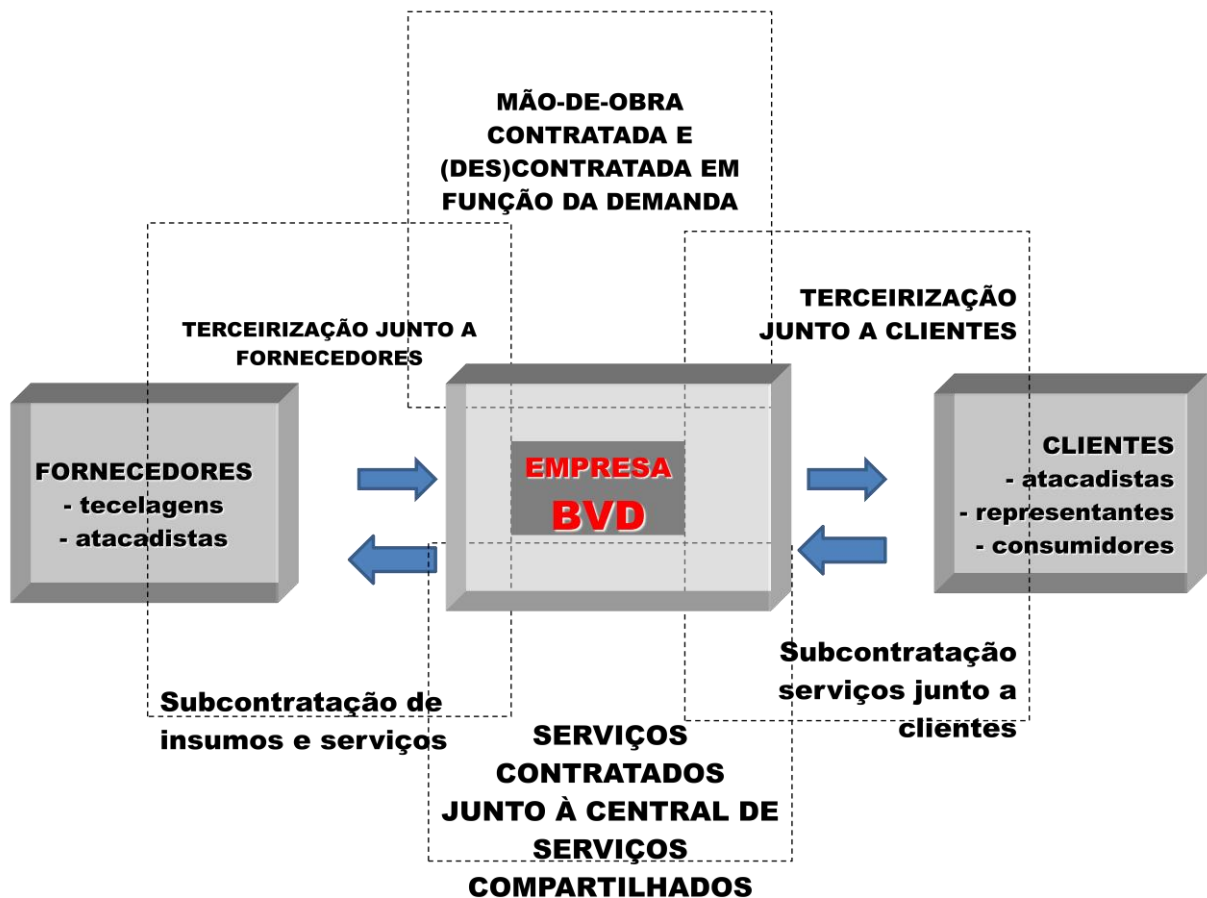 MÃO-DE-OBRA
CONTRATADA E
(DES)CONTRATADA EM
FUNÇÃO DA DEMANDA
TERCEIRIZAÇÃO JUNTO A
FORNECEDORES
TERCEIRIZAÇÃO
JUNTO A CLIENTES
FORNECEDORES
- tecelagens
- atacadistas
EMPRESA
BVD
CLIENTES
- atacadistas
- representantes
- consumidores
Subcontratação de
insumos e serviços
SERVIÇOS
CONTRATADOS
JUNTO À CENTRAL DE
SERVIÇOS
COMPARTILHADOS
Subcontratação
serviços junto a
clientes